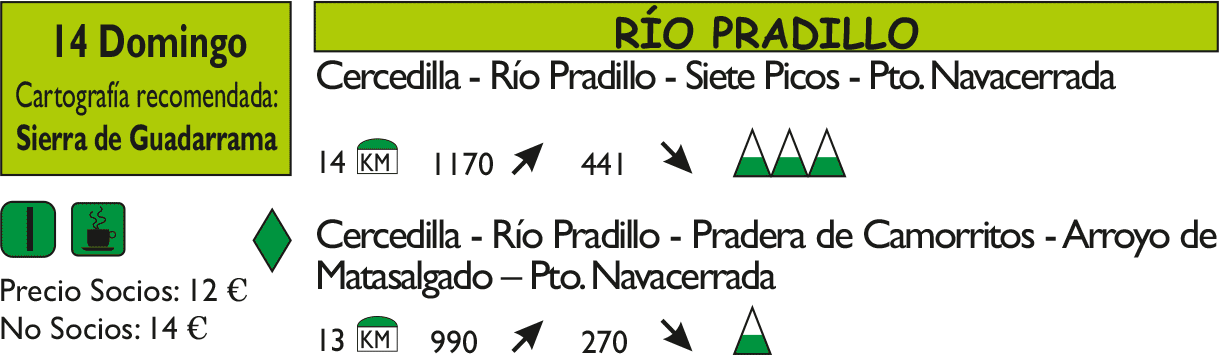 14 Domingo
Cartografía recomendada:
Sierra de Guadarrama
Precio Socios: 12 €
No Socios: 14 €
RÍO PRADILLO
Cercedilla - Río Pradillo - Siete Picos - Pto. Navacerrada
14 KM 1170 441
Cercedilla - Río Pradillo - Pradera de Camorritos - Arroyo de
Matasalgado – Pto. Navacerrada
13 KM 990 270